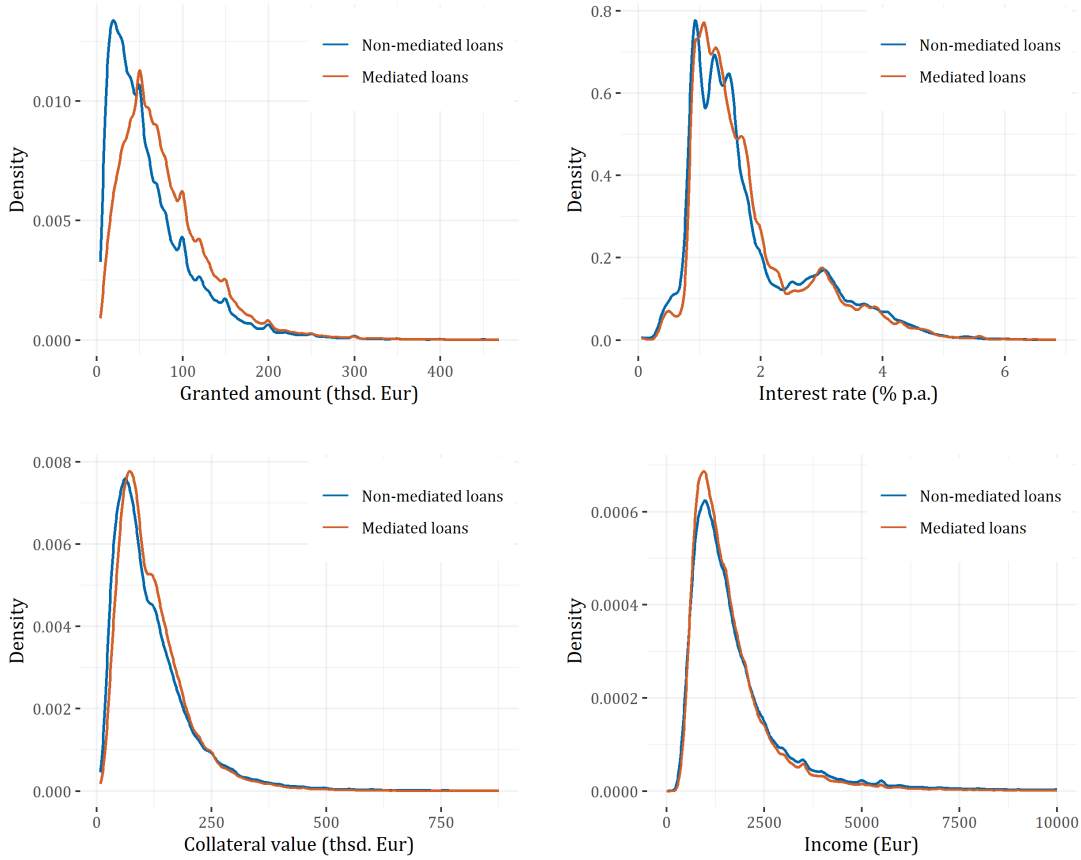 Density
0.010
0.005
0.000
Non-mediated loans
Mediated loans
0 100 200 300 400
Granted amount (thsd. Eur)
Density
0.8
0.6
0.4
0.2
0.0
Non-mediated loans
Mediated loans
0 2 4 6
Interest rate (% p.a.)
Density
0.008
0.006
0.004
0.002
0.000
Non-mediated loans
Mediated loans
0 250 500 750
Collateral value (thsd. Eur)
Density
0.0006
0.0004
0.0002
0.0000
Non-mediated loans
Mediated loans
0 2500 5000 7500 10000
Income (Eur)